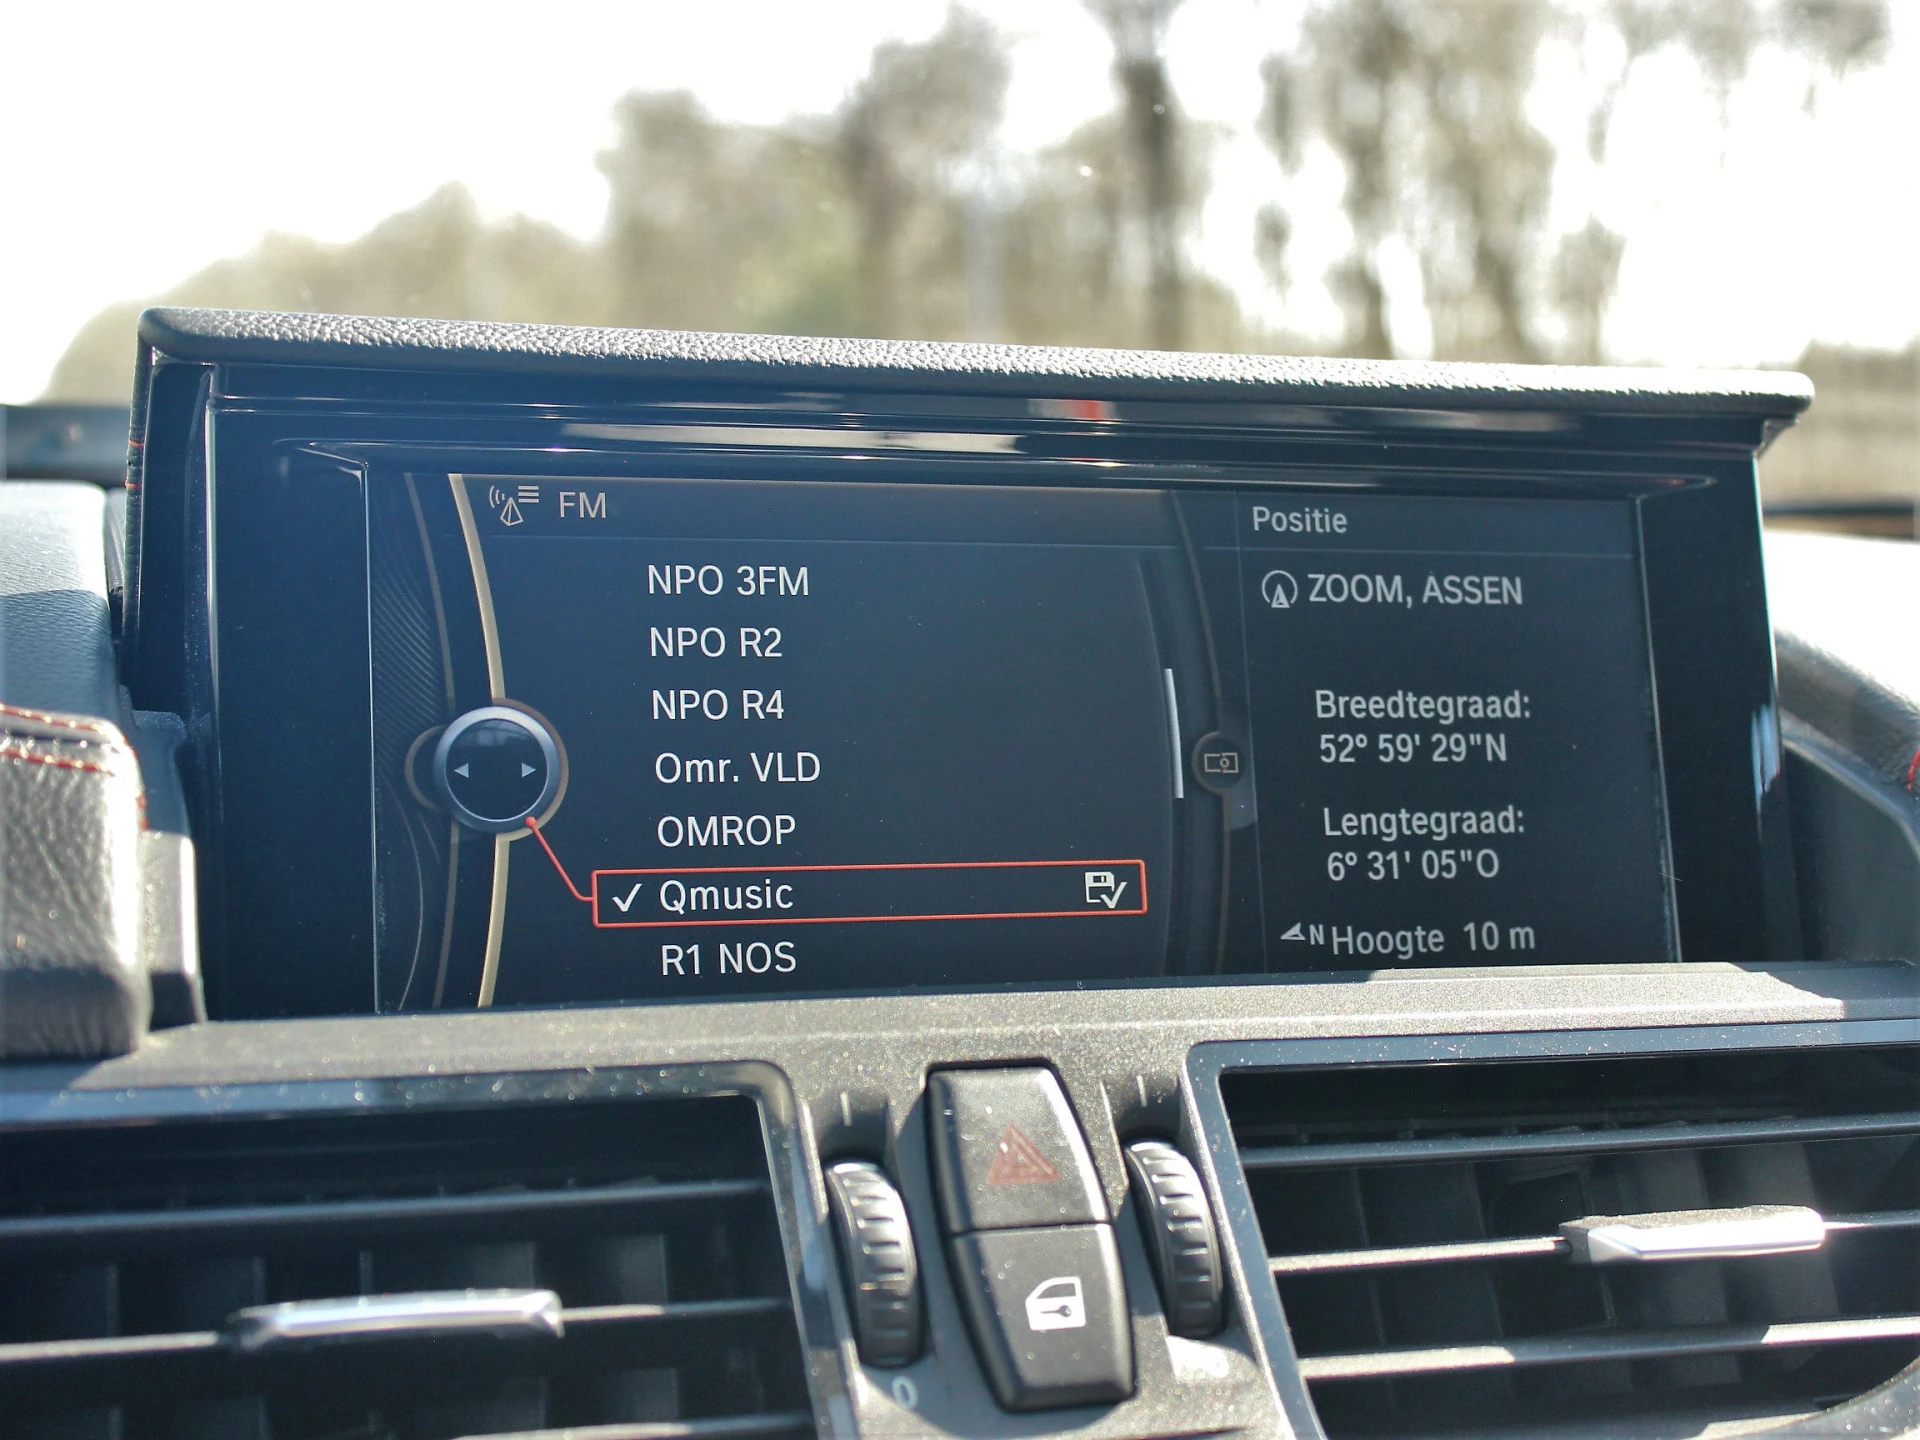 FM
NPO 3FM
NPO R2
NPO R4
Omr. VLD
OMROP
Qmusic
R1 NOS
Positie
ZOOM, ASSEN
Breedtegraad:
52° 59' 29"N
Lengtegraad:
6° 31' 05"O
N Hoogte 10 m
0